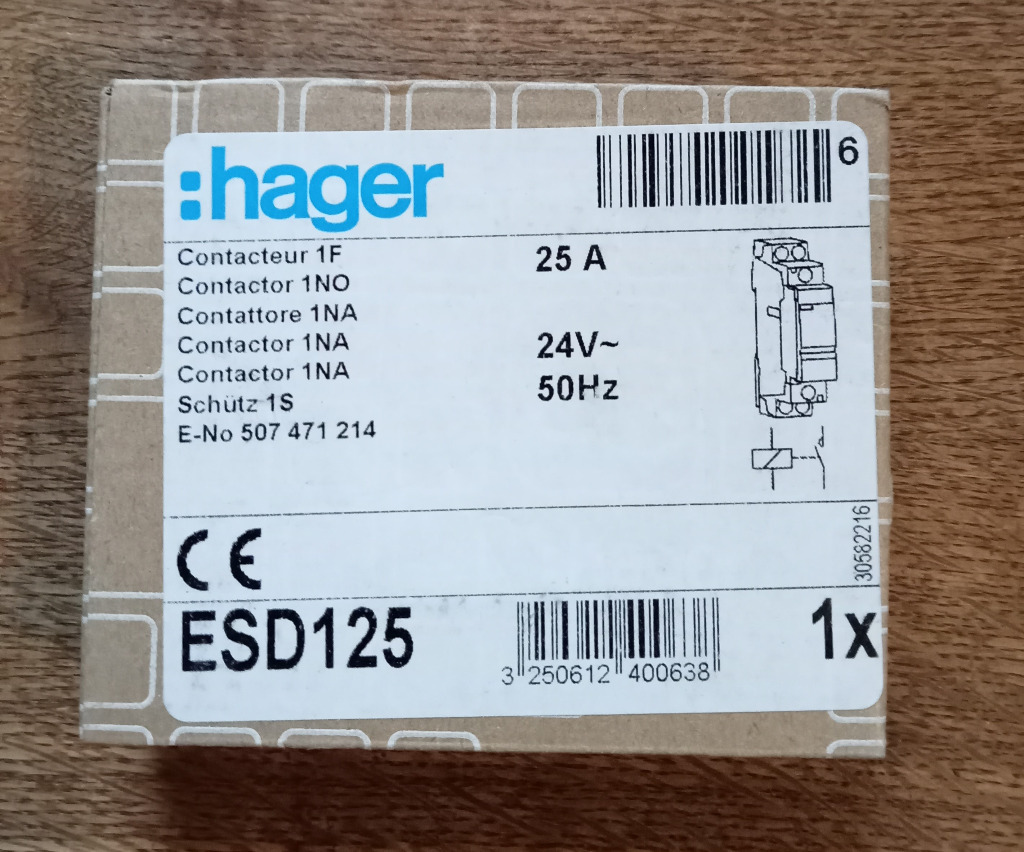 :hager
6
Contacteur 1F
25 A
Contactor 1NO
Contattore 1NA
Contactor 1NA
24V~
Contactor 1NA
50Hz
Schütz 1S
E-No 507 471 214
30582216
CE
ESD125
1x
3 250612 400638